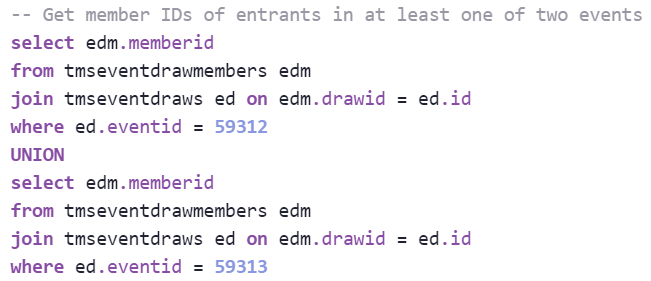 -- Get member IDs of entrants in at least one of two events
select edm.memberid
from tmseventdrawmembers edm
join tmseventdraws ed on edm.drawid = ed.id
where ed.eventid = 59312
UNION
select edm.memberid
from tmseventdrawmembers edm
join tmseventdraws ed on edm.drawid = ed.id
where ed.eventid = 59313